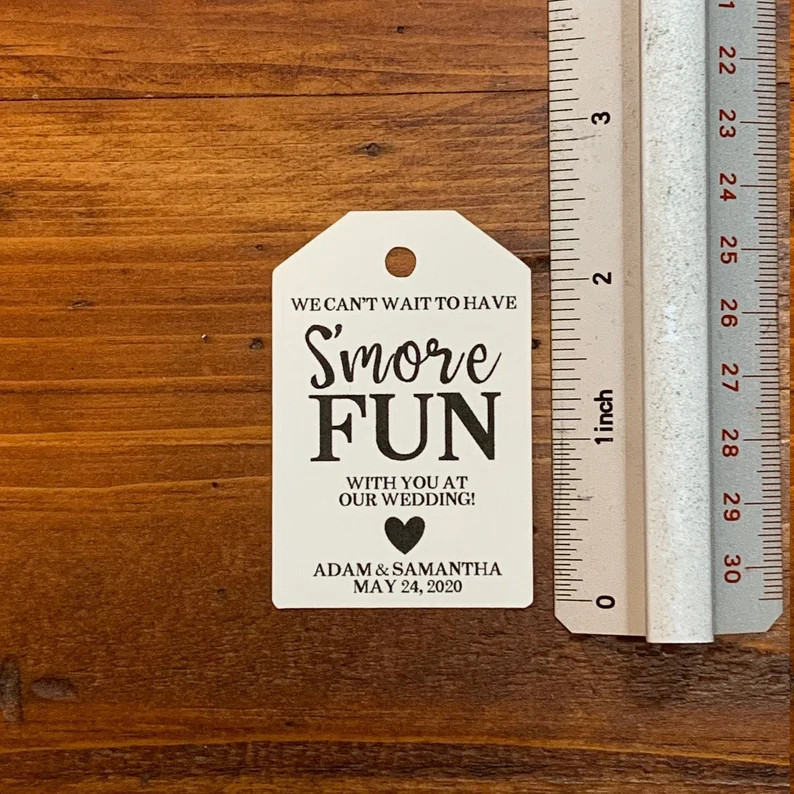 WE CAN'T WAIT TO HAVE
S'more
FUN
WITH YOU AT
OUR WEDDING!
ADAM & SAMANTHA
MAY 24, 2020
3
2
1 inch
0
22
23
24
25
26
27
28
29
30